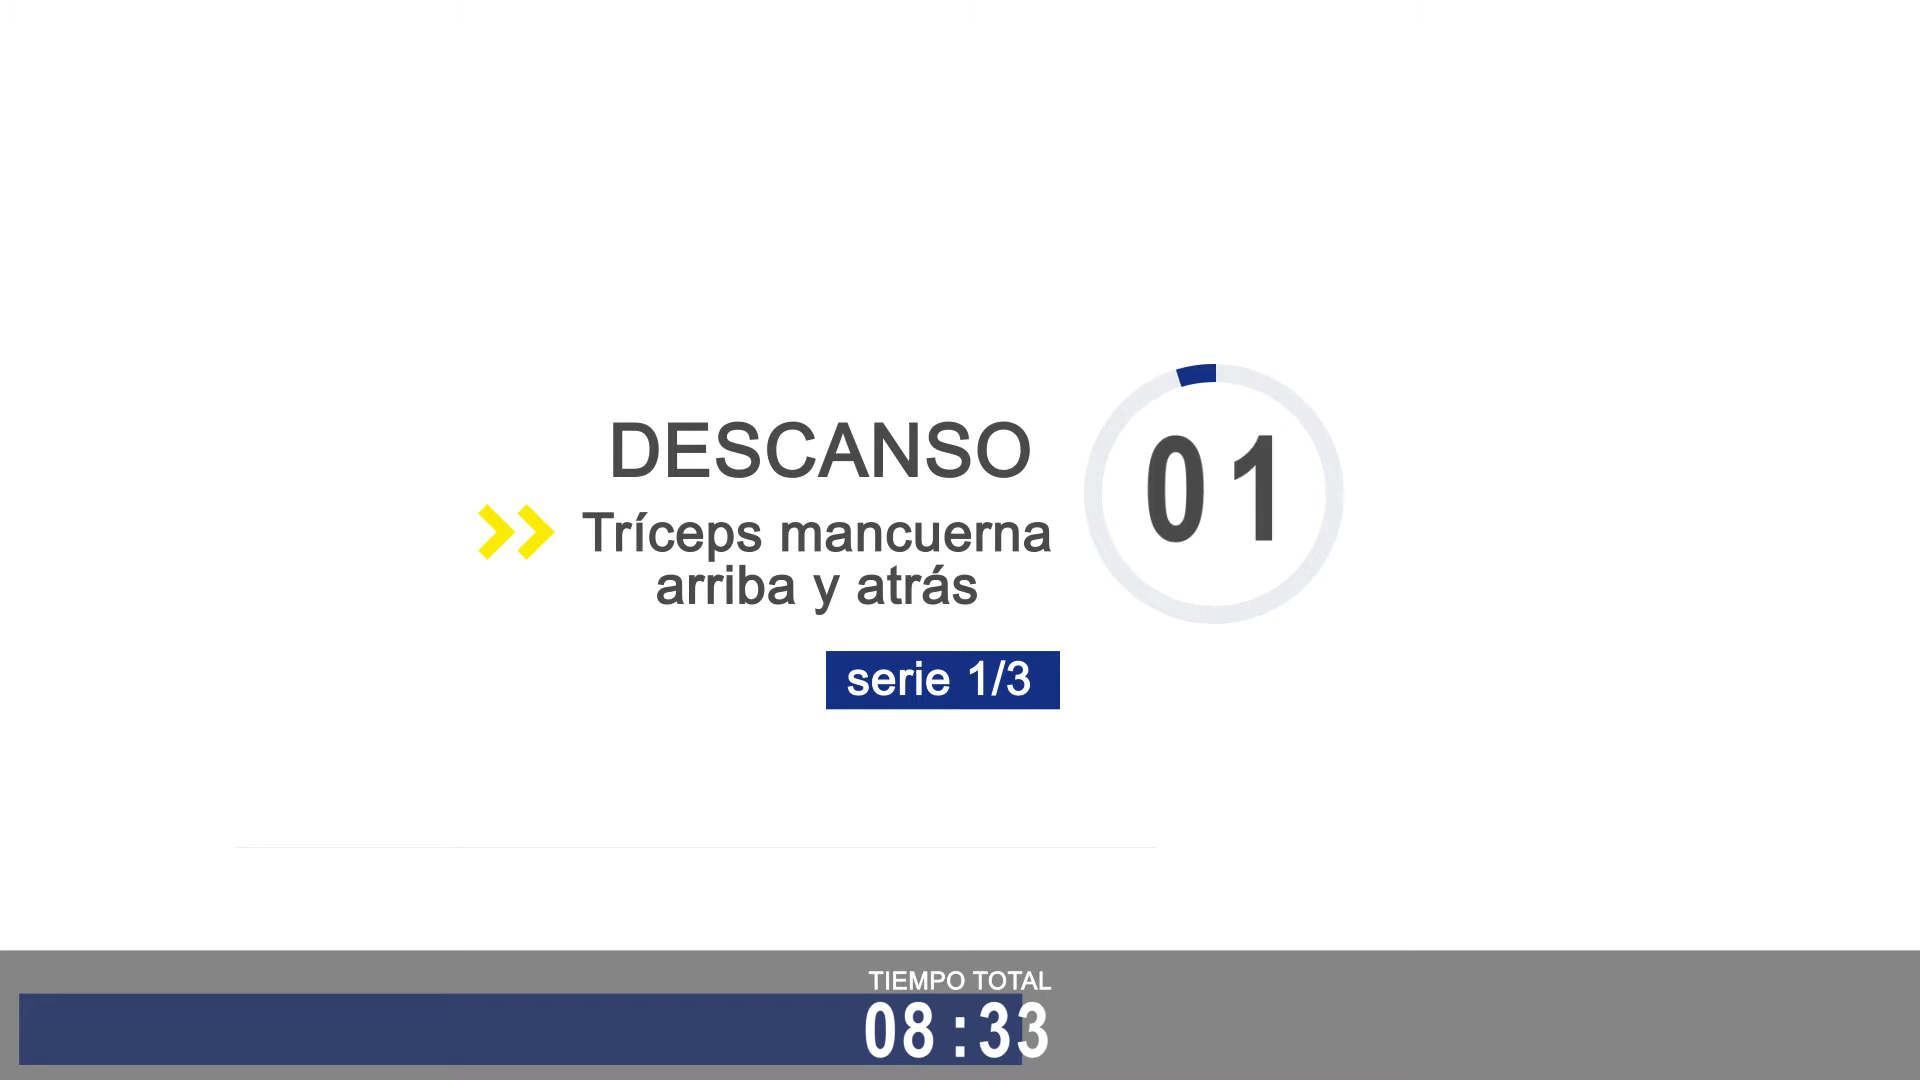 DESCANSO
Tríceps mancuerna
arriba y atrás
01
serie 1/3
TIEMPO TOTAL
08:33